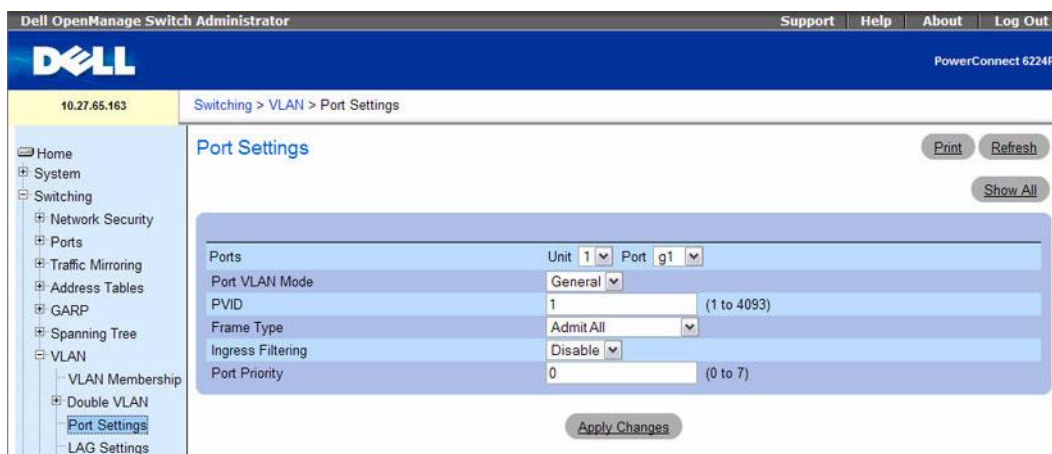 Dell OpenManage Switch Administrator Support Help About Log Out
DELL
PowerConnect 6224P
10.27.65.163
Switching > VLAN > Port Settings
Home
System
Switching
Network Security
Ports
Traffic Mirroring
Address Tables
GARP
Spanning Tree
VLAN
VLAN Membership
Double VLAN
Port Settings
LAG Settings
Port Settings
Print Refresh
Show All
Ports Unit 1 Port g1
Port VLAN Mode General
PVID 1 (1 to 4093)
Frame Type Admit All
Ingress Filtering Disable
Port Priority 0 (0 to 7)
Apply Changes